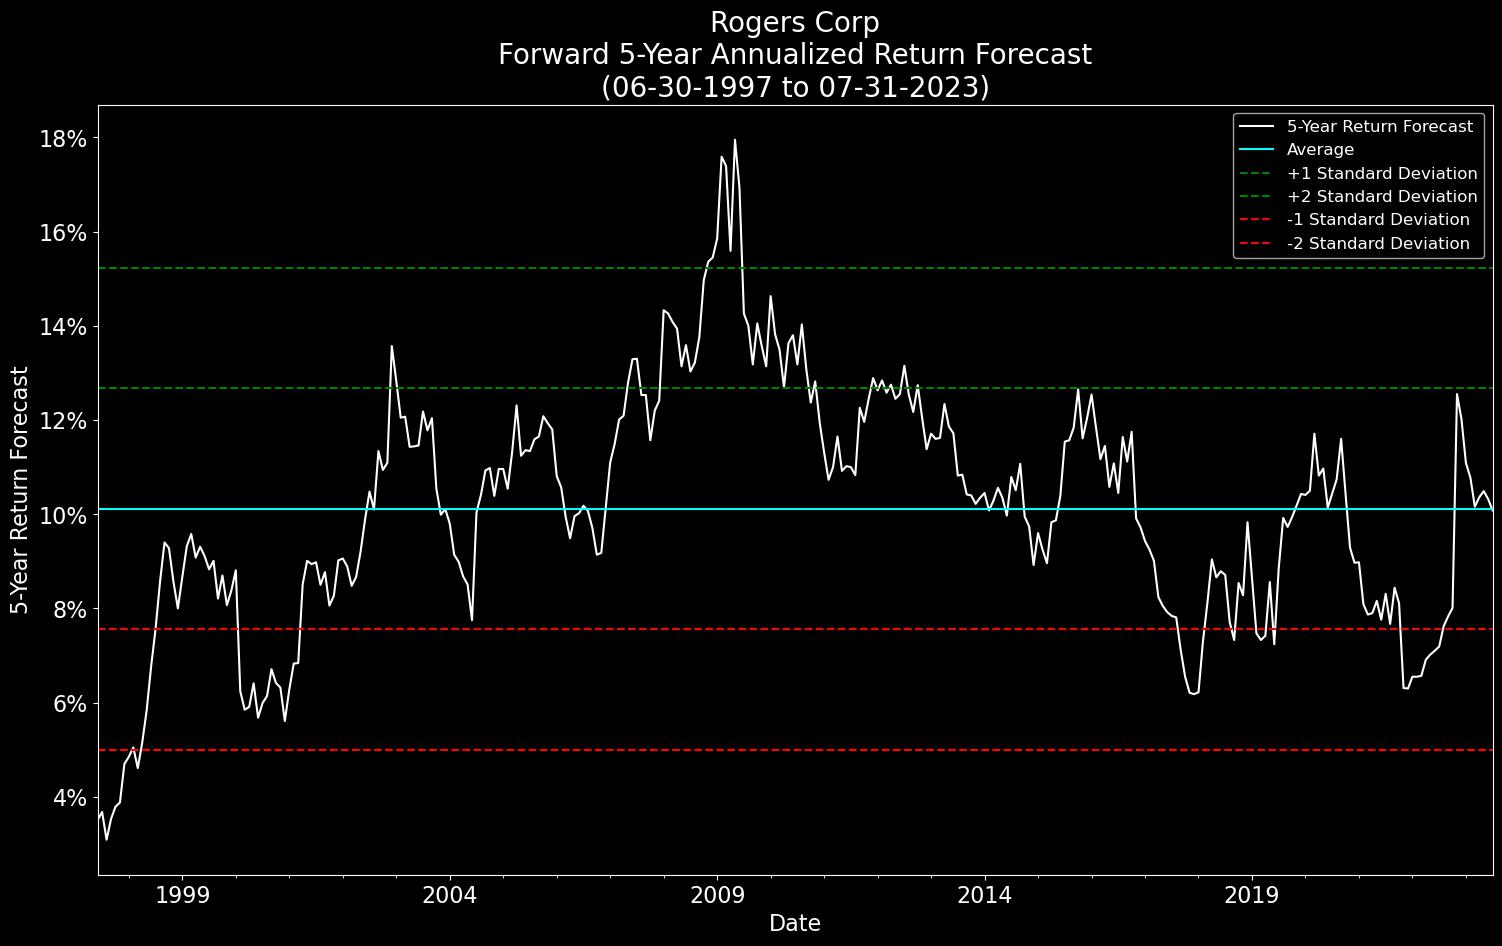 Rogers Corp
Forward 5-Year Annualized Return Forecast
(06-30-1997 to 07-31-2023)
5-Year Return Forecast
Average
+1 Standard Deviation
+2 Standard Deviation
-1 Standard Deviation
-2 Standard Deviation
18%
16%
14%
12%
10%
8%
6%
4%
5-Year Return Forecast
1999
2004
2009
2014
2019
Date